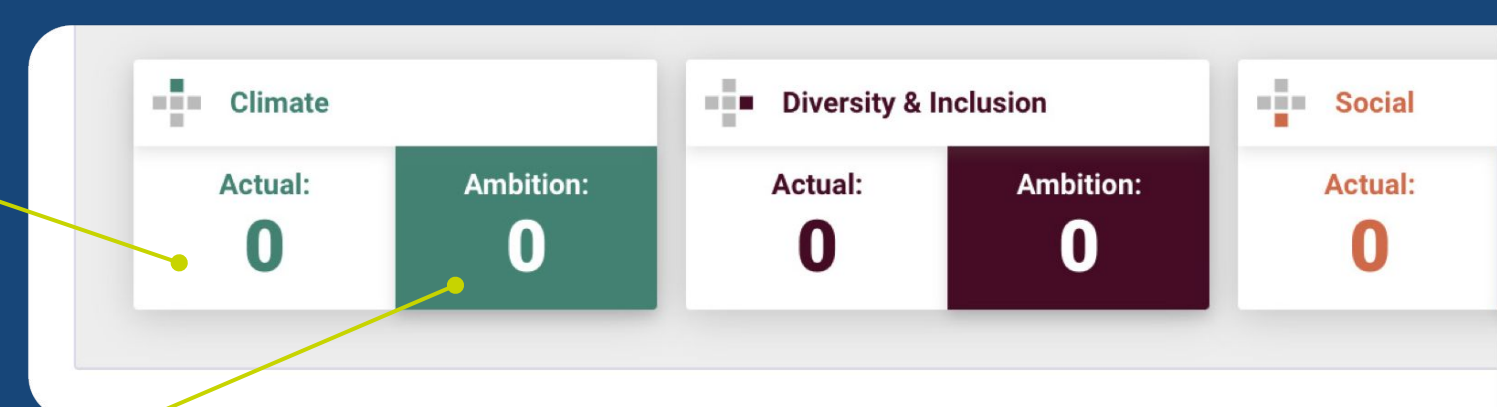 Climate
Actual:
0
Ambition:
0
Diversity & Inclusion
Actual:
0
Ambition:
0
Social
Actual:
0